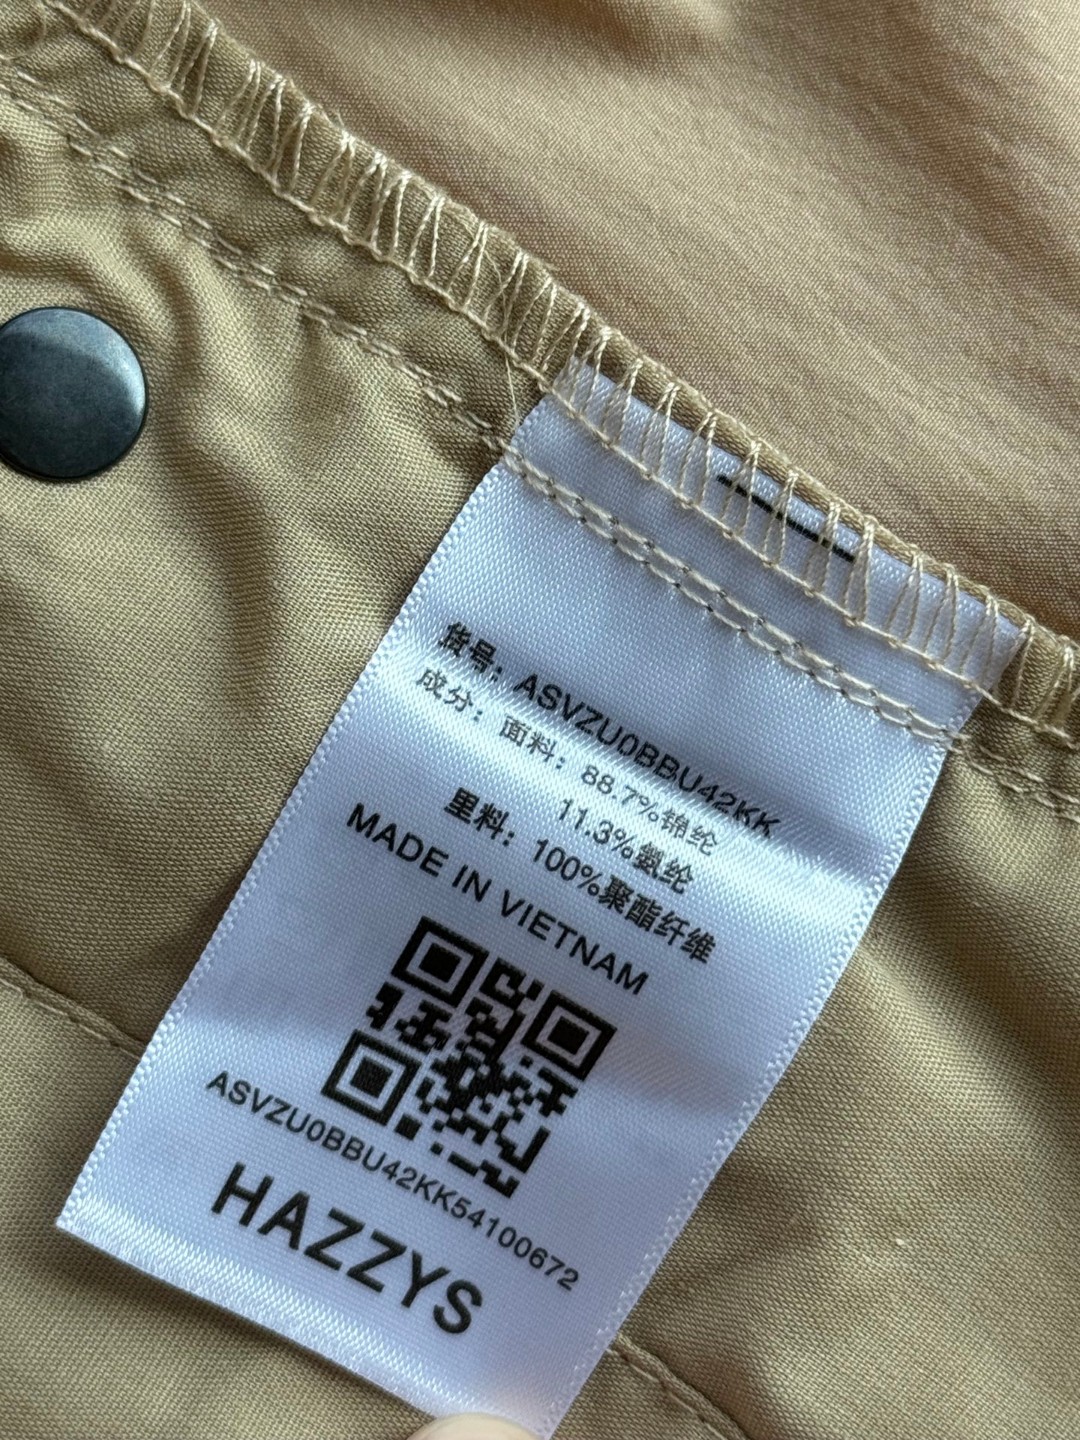 货号：ASVZU0BBU42KK
成分：面料：88.7%锦纶
11.3%氨纶
里料：100%聚酯纤维
MADE IN VIETNAM
ASVZU0BBU42KK54100672
HAZZYS